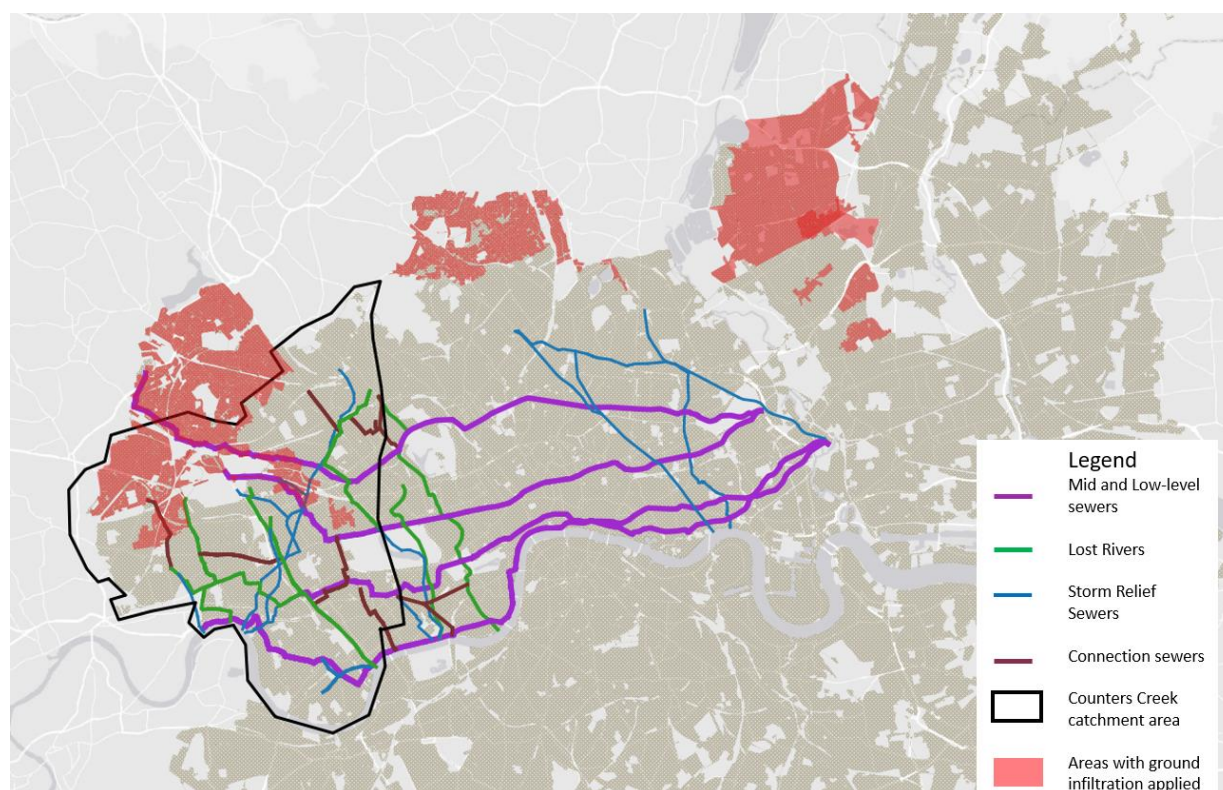 Legend
Mid and Low-level
sewers
Lost Rivers
Storm Relief
Sewers
Connection sewers
Counters Creek
catchment area
Areas with ground
infiltration applied